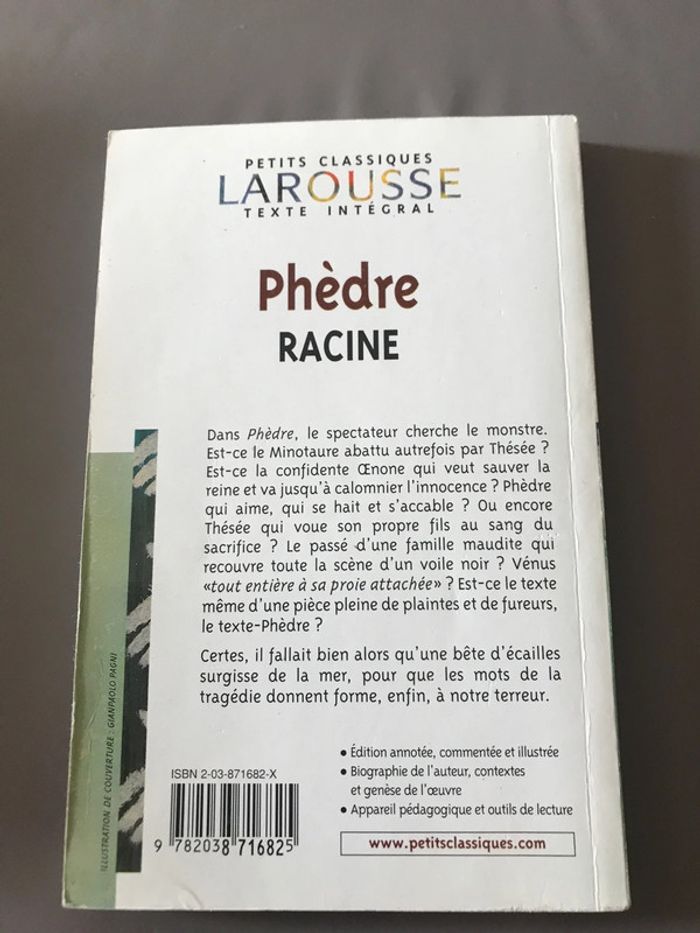 PETITS CLASSIQUES
LAROUSSE
TEXTE INTÉGRAL
Phèdre
RACINE
Dans Phèdre, le spectateur cherche le monstre.
Est-ce le Minotaure abattu autrefois par Thésée ?
Est-ce la confidente Œnone qui veut sauver la
reine et va jusqu'à calomnier l'innocence ? Phèdre
qui aime, qui se hait et s'accable ? Ou encore
Thésée qui voue son propre fils au sang du
sacrifice ? Le passé d'une famille maudite qui
recouvre toute la scène d'un voile noir ? Vénus
«tout entière à sa proie attachée» ? Est-ce le texte
même d'une pièce pleine de plaintes et de fureurs,
le texte-Phèdre ?
Certes, il fallait bien alors qu'une bête d'écailles
surgisse de la mer, pour que les mots de la
tragédie donnent forme, enfin, à notre terreur.
ILLUSTRATION DE COUVERTURE : GIANPAOLO PAGNI
ISBN 2-03-871682-X
9 782038 716825
• Édition annotée, commentée et illustrée
• Biographie de l'auteur, contextes
et genèse de l'œuvre
• Appareil pédagogique et outils de lecture
www.petitsclassiques.com